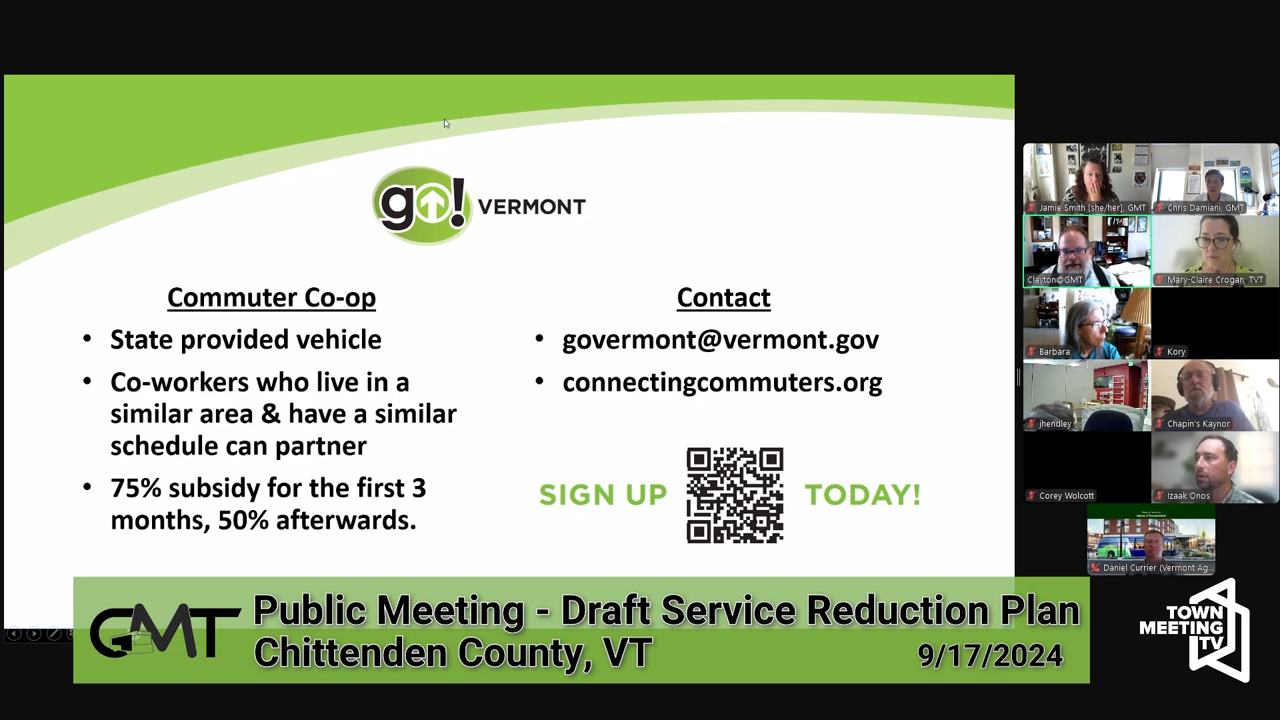 go! VERMONT
Commuter Co-op
• State provided vehicle
• Co-workers who live in a
similar area & have a similar
schedule can partner
• 75% subsidy for the first 3
months, 50% afterwards.
Contact
• govermont@vermont.gov
• connectingcommuters.org
SIGN UP TODAY!
Jamie Smith [she/her], GMT
Chris Damiani, GMT
Clayton@GMT
Mary-Claire Crogan, TVT
Barbara
Kory
jhendley
Chapin's Kaynor
Corey Wolcott
Izaak Onos
Daniel Currier (Vermont Ag...
GMT
Public Meeting - Draft Service Reduction Plan
Chittenden County, VT
9/17/2024
TOWN
MEETING
TV